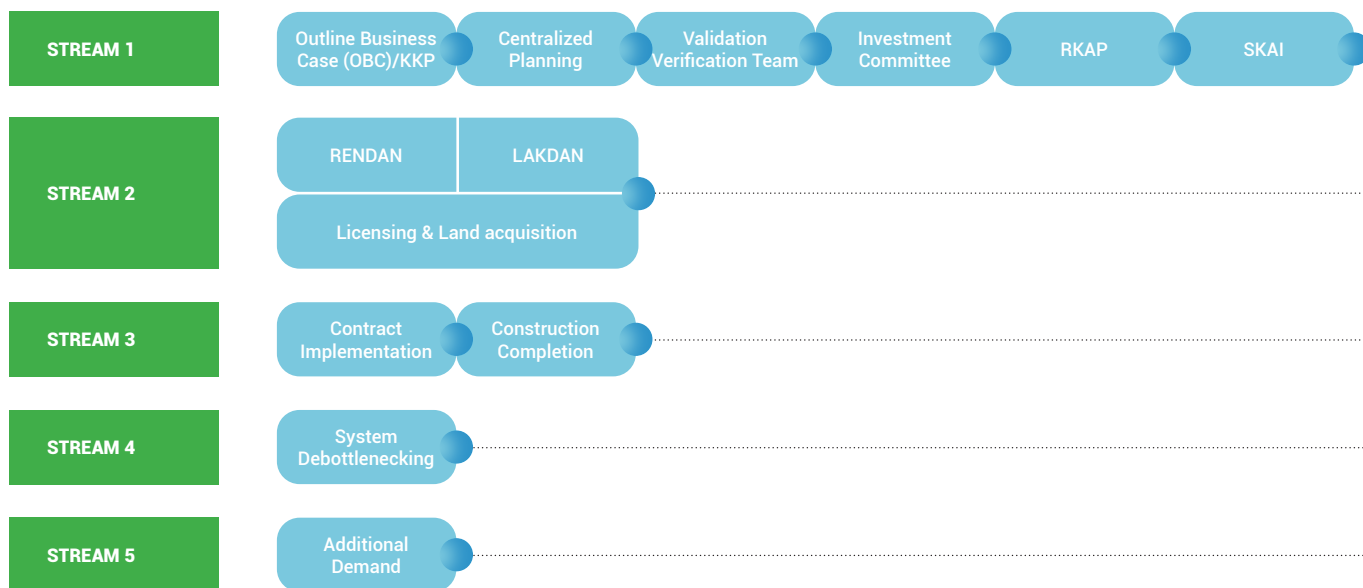 STREAM 1
Outline Business
Case (OBC)/KKP
Centralized
Planning
Validation
Verification Team
Investment
Committee
RKAP
SKAI
STREAM 2
RENDAN
LAKDAN
Licensing & Land acquisition
STREAM 3
Contract
Implementation
Construction
Completion
STREAM 4
System
Debottlenecking
STREAM 5
Additional
Demand